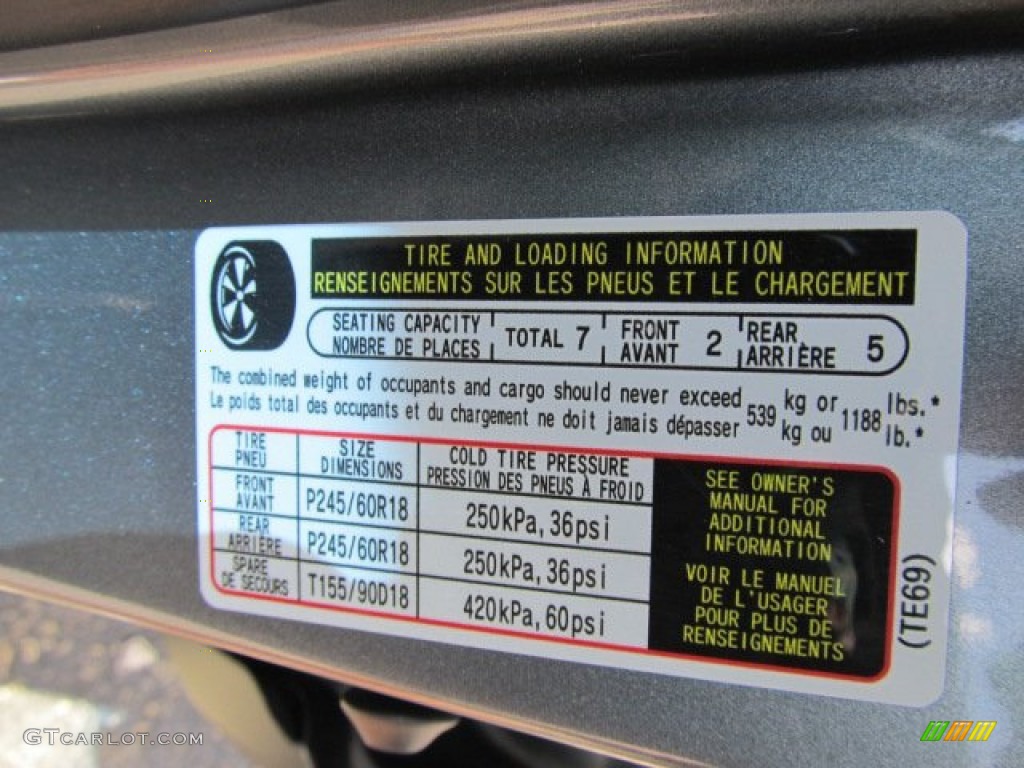 TIRE AND LOADING INFORMATION
RENSEIGNEMENTS SUR LES PNEUS ET LE CHARGEMENT
SEATING CAPACITY TOTAL 7 FRONT 2 REAR 5
NOMBRE DE PLACES AVANT ARRIÈRE
The combined weight of occupants and cargo should never exceed 539 kg or 1188 lbs.*
Le poids total des occupants et du chargement ne doit jamais dépasser kg ou lb.*
TIRE SIZE COLD TIRE PRESSURE
PNEU DIMENSIONS PRESSION DES PNEUS À FROID
FRONT
AVANT P245/60R18 250kPa, 36psi
REAR
ARRIÈRE P245/60R18 250kPa, 36psi
SPARE
DE SECOURS T155/90D18 420kPa, 60psi
SEE OWNER'S
MANUAL FOR
ADDITIONAL
INFORMATION
VOIR LE MANUEL
DE L'USAGER
POUR PLUS DE
RENSEIGNEMENTS
(TE69)
GTCARLOT.COM